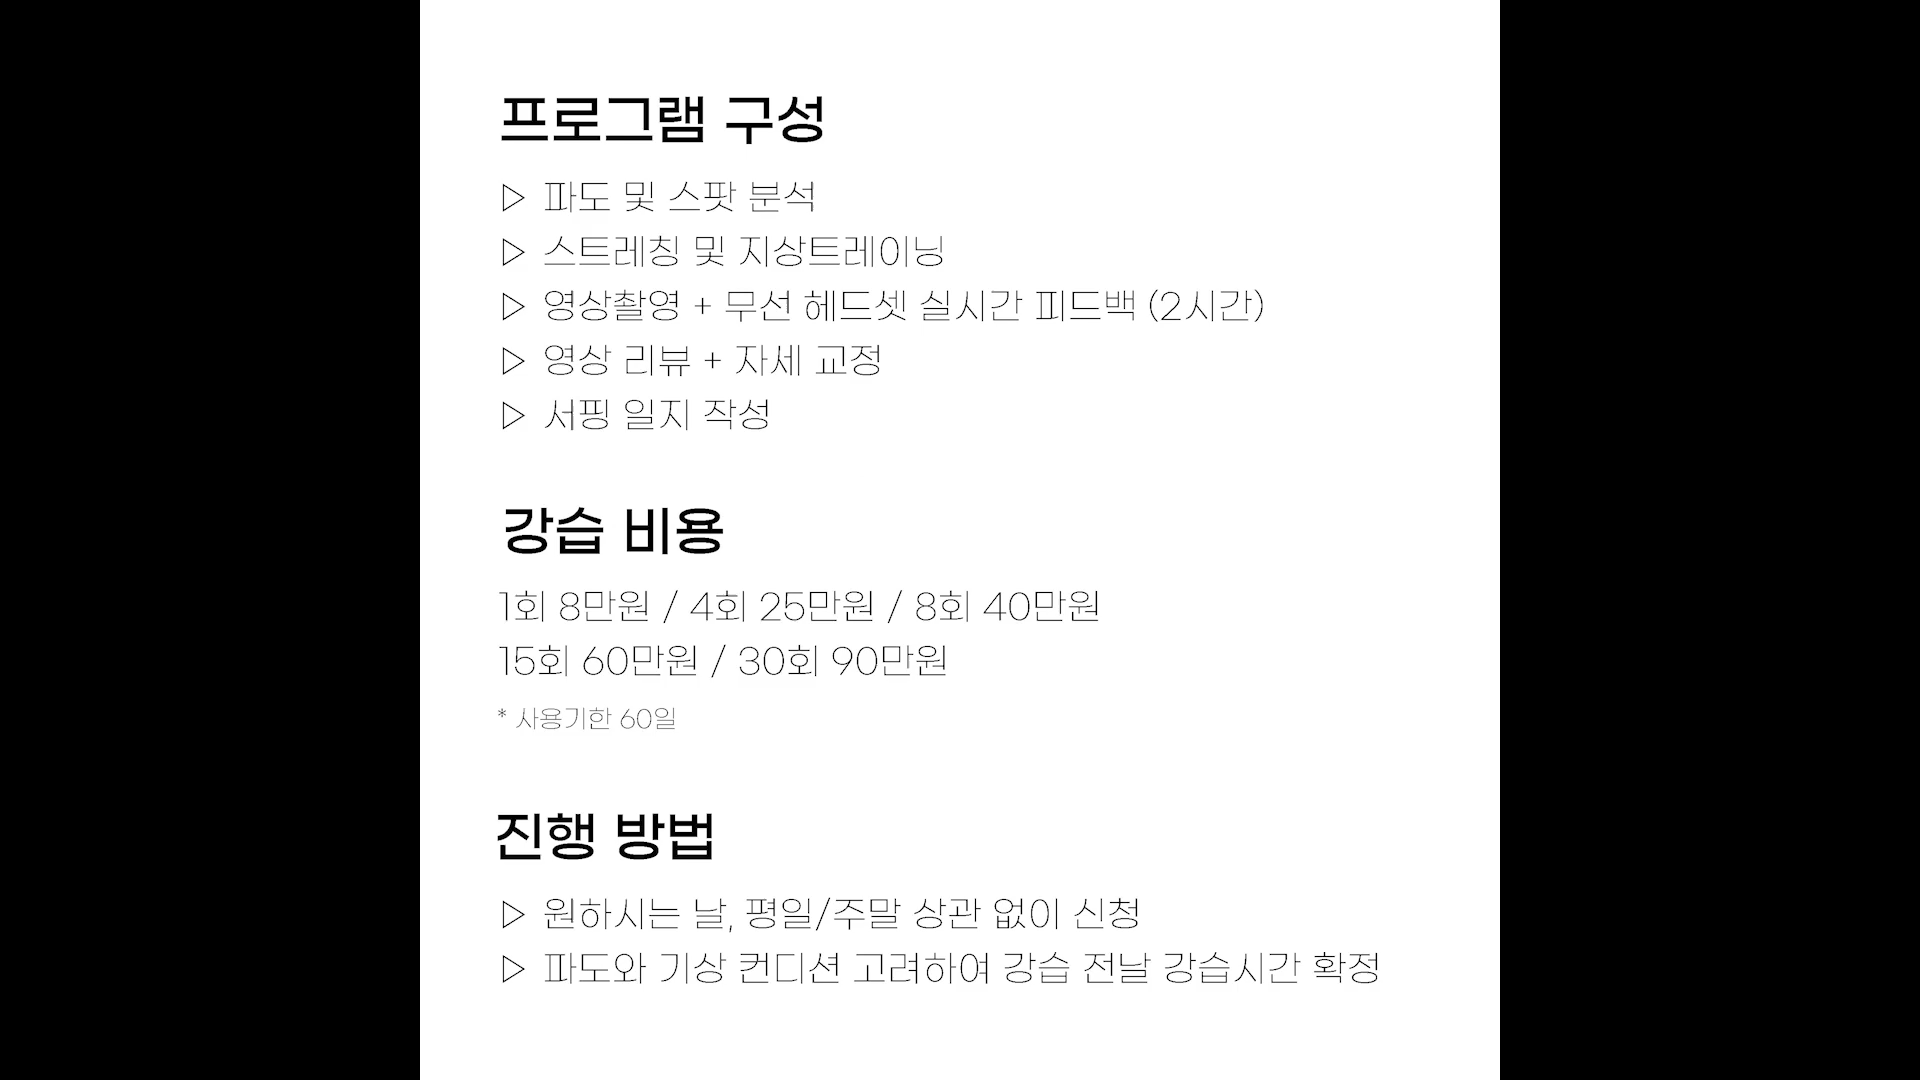 프로그램 구성
▷ 파도 및 스팟 분석
▷ 스트레칭 및 지상트레이닝
▷ 영상촬영 + 무선 헤드셋 실시간 피드백 (2시간)
▷ 영상 리뷰 + 자세 교정
▷ 서핑 일지 작성
강습 비용
1회 8만원 / 4회 25만원 / 8회 40만원
15회 60만원 / 30회 90만원
* 사용기한 60일
진행 방법
▷ 원하시는 날, 평일/주말 상관 없이 신청
▷ 파도와 기상 컨디션 고려하여 강습 전날 강습시간 확정